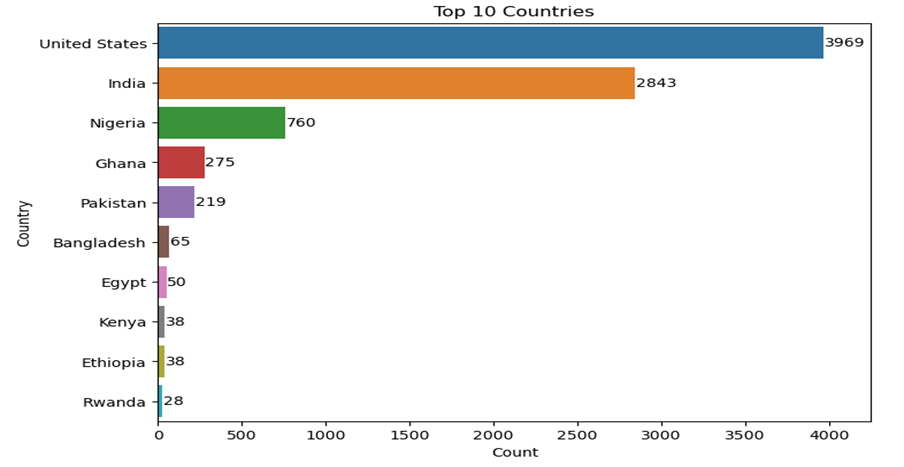 Top 10 Countries
United States 3969
India 2843
Nigeria 760
Ghana 275
Pakistan 219
Bangladesh 65
Egypt 50
Kenya 38
Ethiopia 38
Rwanda 28
Country
0 500 1000 1500 2000 2500 3000 3500 4000
Count